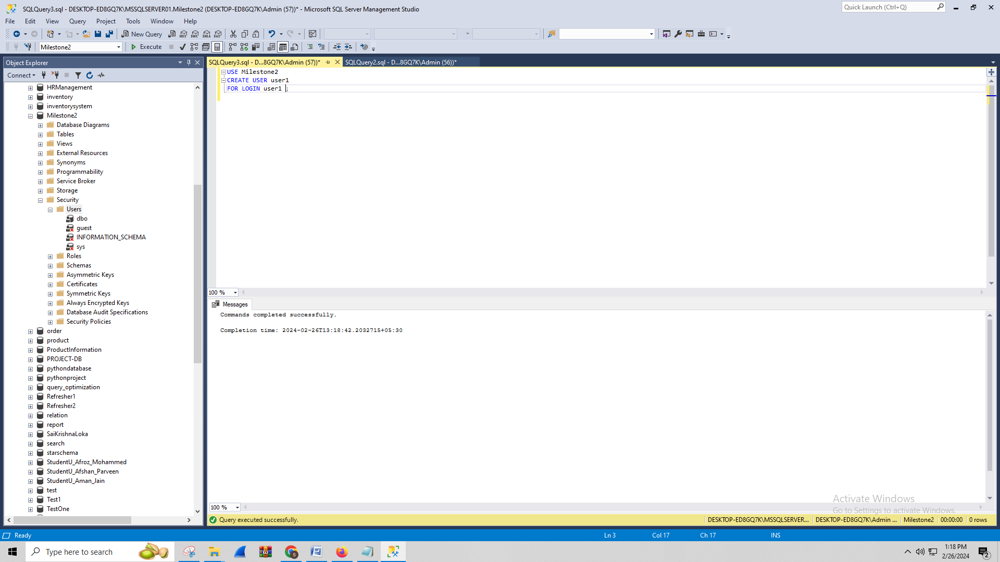 SQLQuery3.sql - DESKTOP-ED8GQ7K\MSSQLSERVER01.Milestone2 (DESKTOP-ED8GQ7K\Admin (57))* - Microsoft SQL Server Management Studio
Quick Launch (Ctrl+Q)
File Edit View Query Project Tools Window Help
New Query
MDX DMX XMLA DAX
Milestone2
Execute
Object Explorer
SQLQuery3.sql - D...8GQ7K\Admin (57))*
SQLQuery2.sql - D...8GQ7K\Admin (56))*
Connect
HRManagement
inventory
inventorysystem
Milestone2
Database Diagrams
Tables
Views
External Resources
Synonyms
Programmability
Service Broker
Storage
Security
Users
dbo
guest
INFORMATION_SCHEMA
sys
Roles
Schemas
Asymmetric Keys
Certificates
Symmetric Keys
Always Encrypted Keys
Database Audit Specifications
Security Policies
order
product
ProductInformation
PROJECT-DB
pythondatabase
pythonproject
query_optimization
Refresher1
Refresher2
relation
report
SaiKrishnaLoka
search
starschema
StudentU_Afroz_Mohammed
StudentU_Afshan_Parveen
StudentU_Aman_Jain
test
Test1
TestOne
USE Milestone2
CREATE USER user1
FOR LOGIN user1 ;
100 %
Messages
Commands completed successfully.
Completion time: 2024-02-26T13:18:42.2032715+05:30
Activate Windows
Go to Settings to activate Windows.
100 %
Query executed successfully.
DESKTOP-ED8GQ7K\MSSQLSERVER...
DESKTOP-ED8GQ7K\Admin ...
Milestone2
00:00:00
0 rows
Ready
Ln 3
Col 17
Ch 17
INS
Type here to search
S
1:18 PM
2/26/2024
2